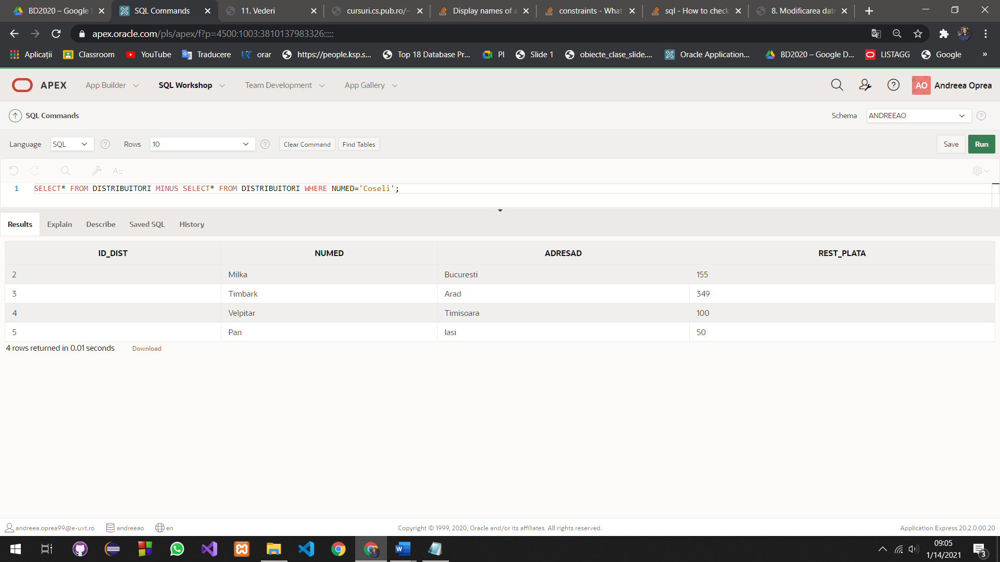 BD2020 – Google
SQL Commands
11. Vederi
cursuri.cs.pub.ro/~
Display names of a
constraints - What
sql - How to check
8. Modificarea date
apex.oracle.com/pls/apex/f?p=4500:1003:3810137983326:::::
Aplicații
Classroom
YouTube
Traducere
orar
https://people.ksp.s...
Top 18 Database Pr...
PI
Slide 1
obiecte_clase_slide....
Oracle Application...
BD2020 – Google D...
LISTAGG
Google
»
APEX
App Builder
SQL Workshop
Team Development
App Gallery
AO
Andreea Oprea
SQL Commands
Schema
ANDREEAO
Language
SQL
Rows
10
Clear Command
Find Tables
Save
Run
1 SELECT* FROM DISTRIBUITORI MINUS SELECT* FROM DISTRIBUITORI WHERE NUMED='Coseli';
Results
Explain
Describe
Saved SQL
History
ID_DIST NUMED ADRESAD REST_PLATA
2 Milka Bucuresti 155
3 Timbark Arad 349
4 Velpitar Timisoara 100
5 Pan Iasi 50
4 rows returned in 0.01 seconds
Download
andreea.oprea99@e-uvt.ro
andreeao
en
Copyright © 1999, 2020, Oracle and/or its affiliates. All rights reserved.
Application Express 20.2.0.00.20
09:05
1/14/2021
3